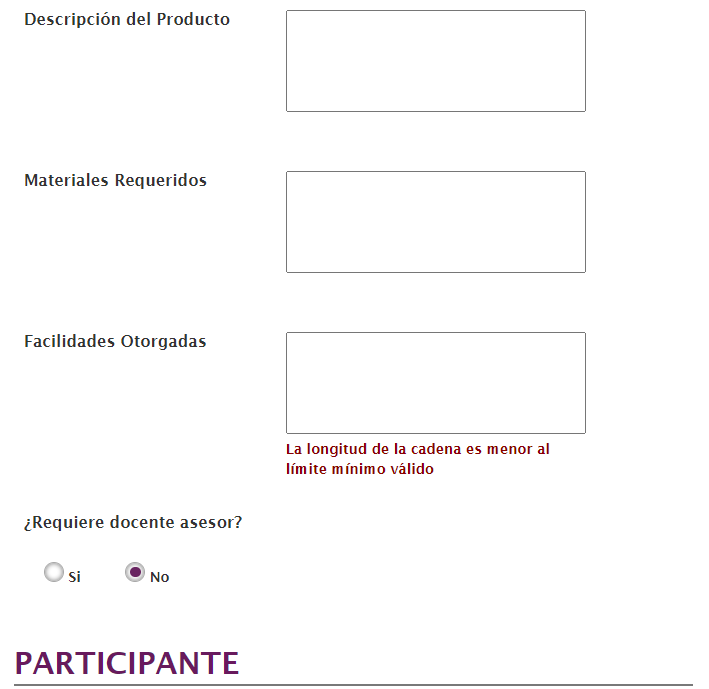 Descripción del Producto
Materiales Requeridos
Facilidades Otorgadas
La longitud de la cadena es menor al
límite mínimo válido
¿Requiere docente asesor?
Si No
PARTICIPANTE